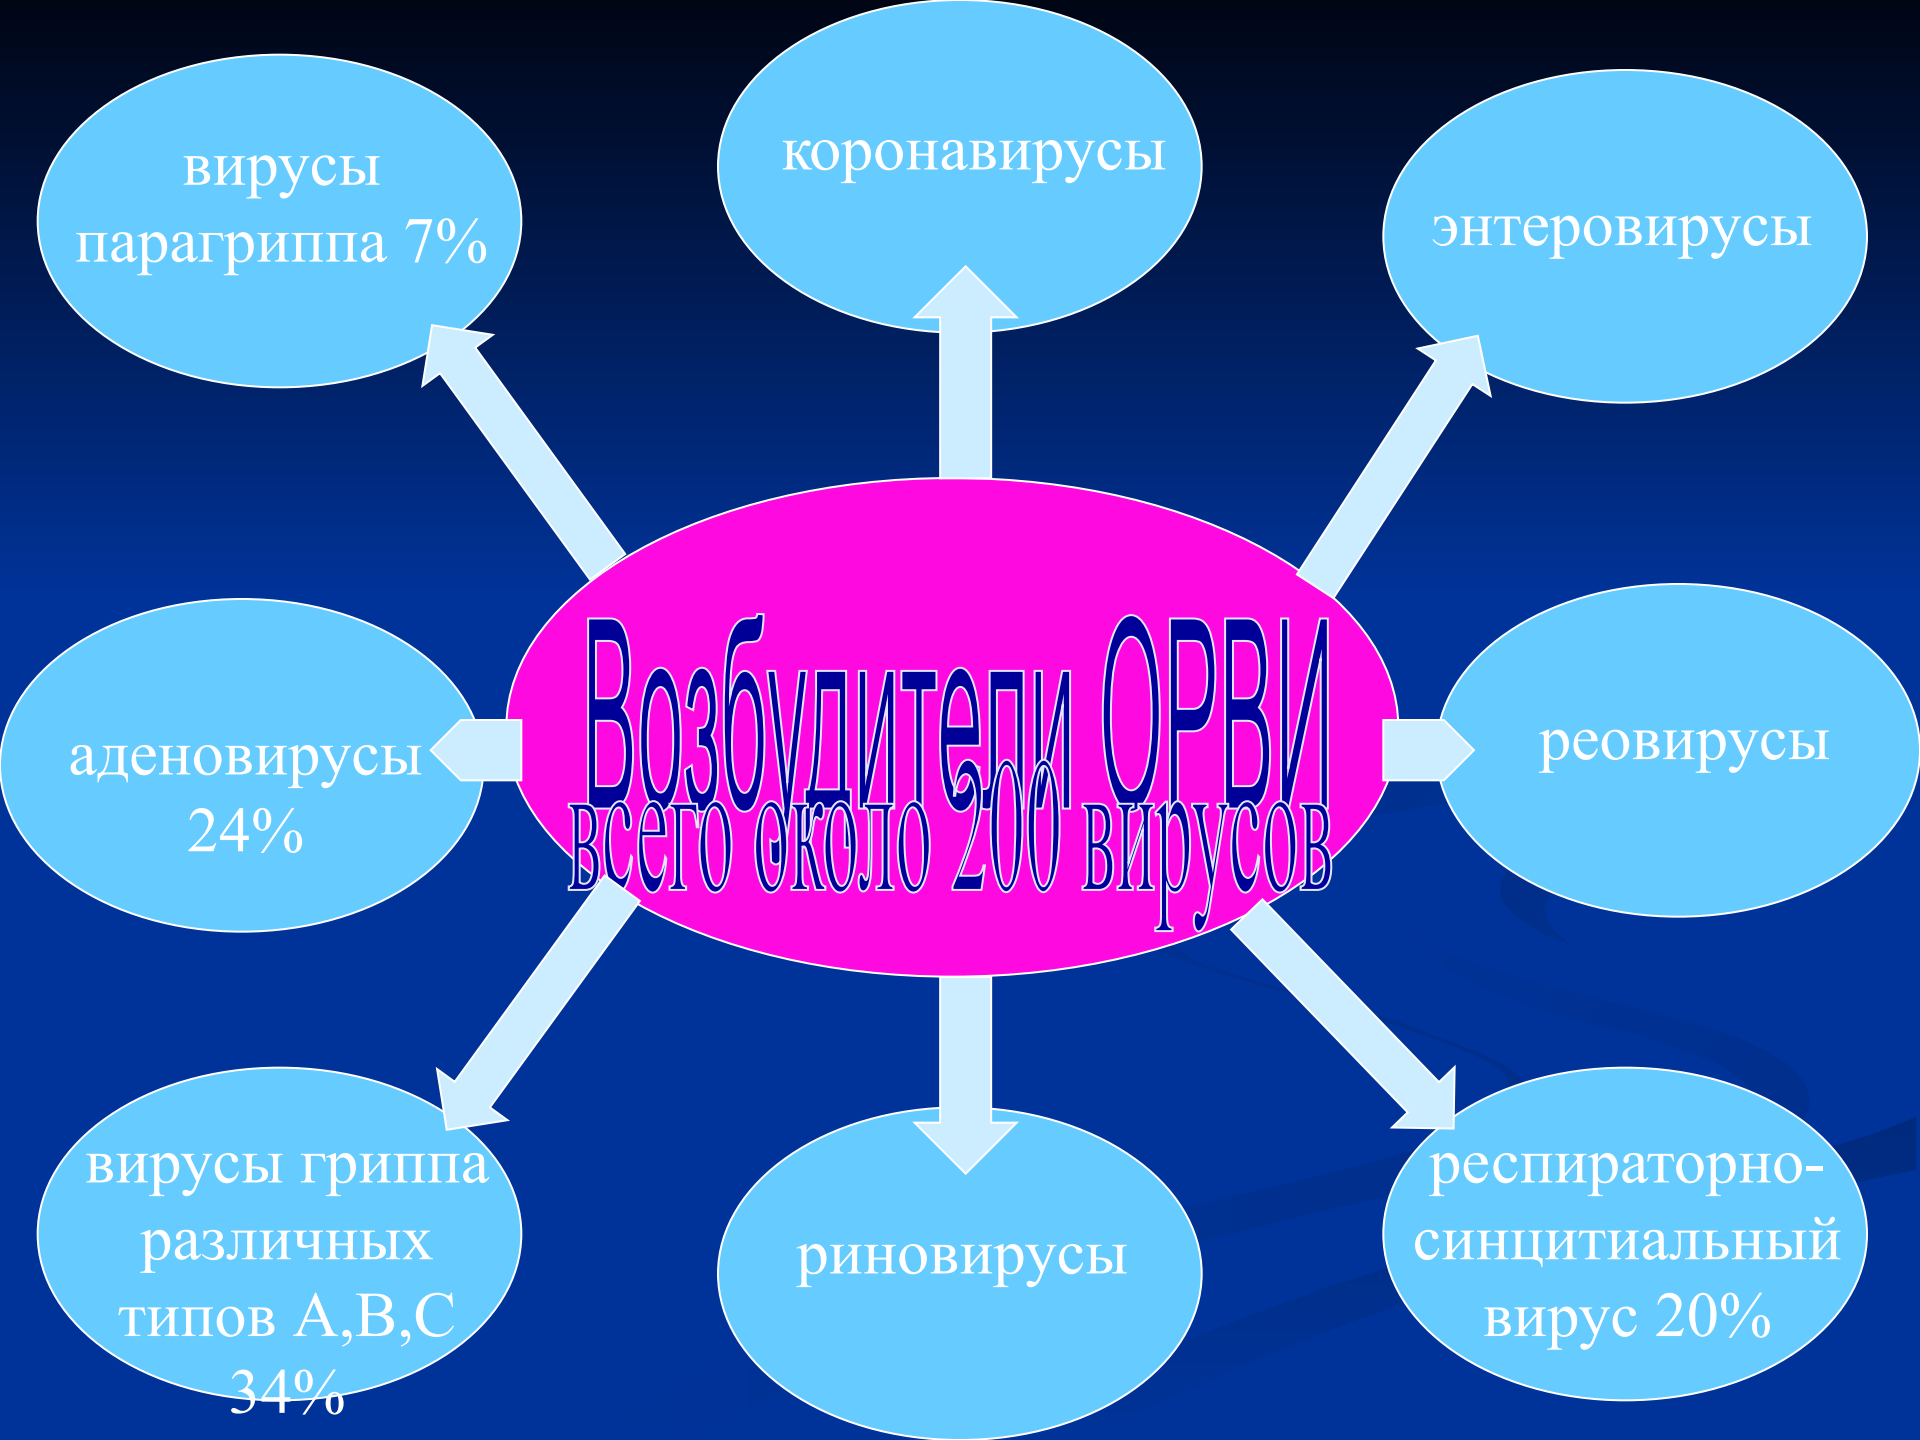 вирусы
парагриппа 7%
коронавирусы
энтеровирусы
аденовирусы
24%
Возбудители ОРВИ
всего около 200 вирусов
реовирусы
вирусы гриппа
различных
типов А,В,С
34%
риновирусы
респираторно-
синцитиальный
вирус 20%